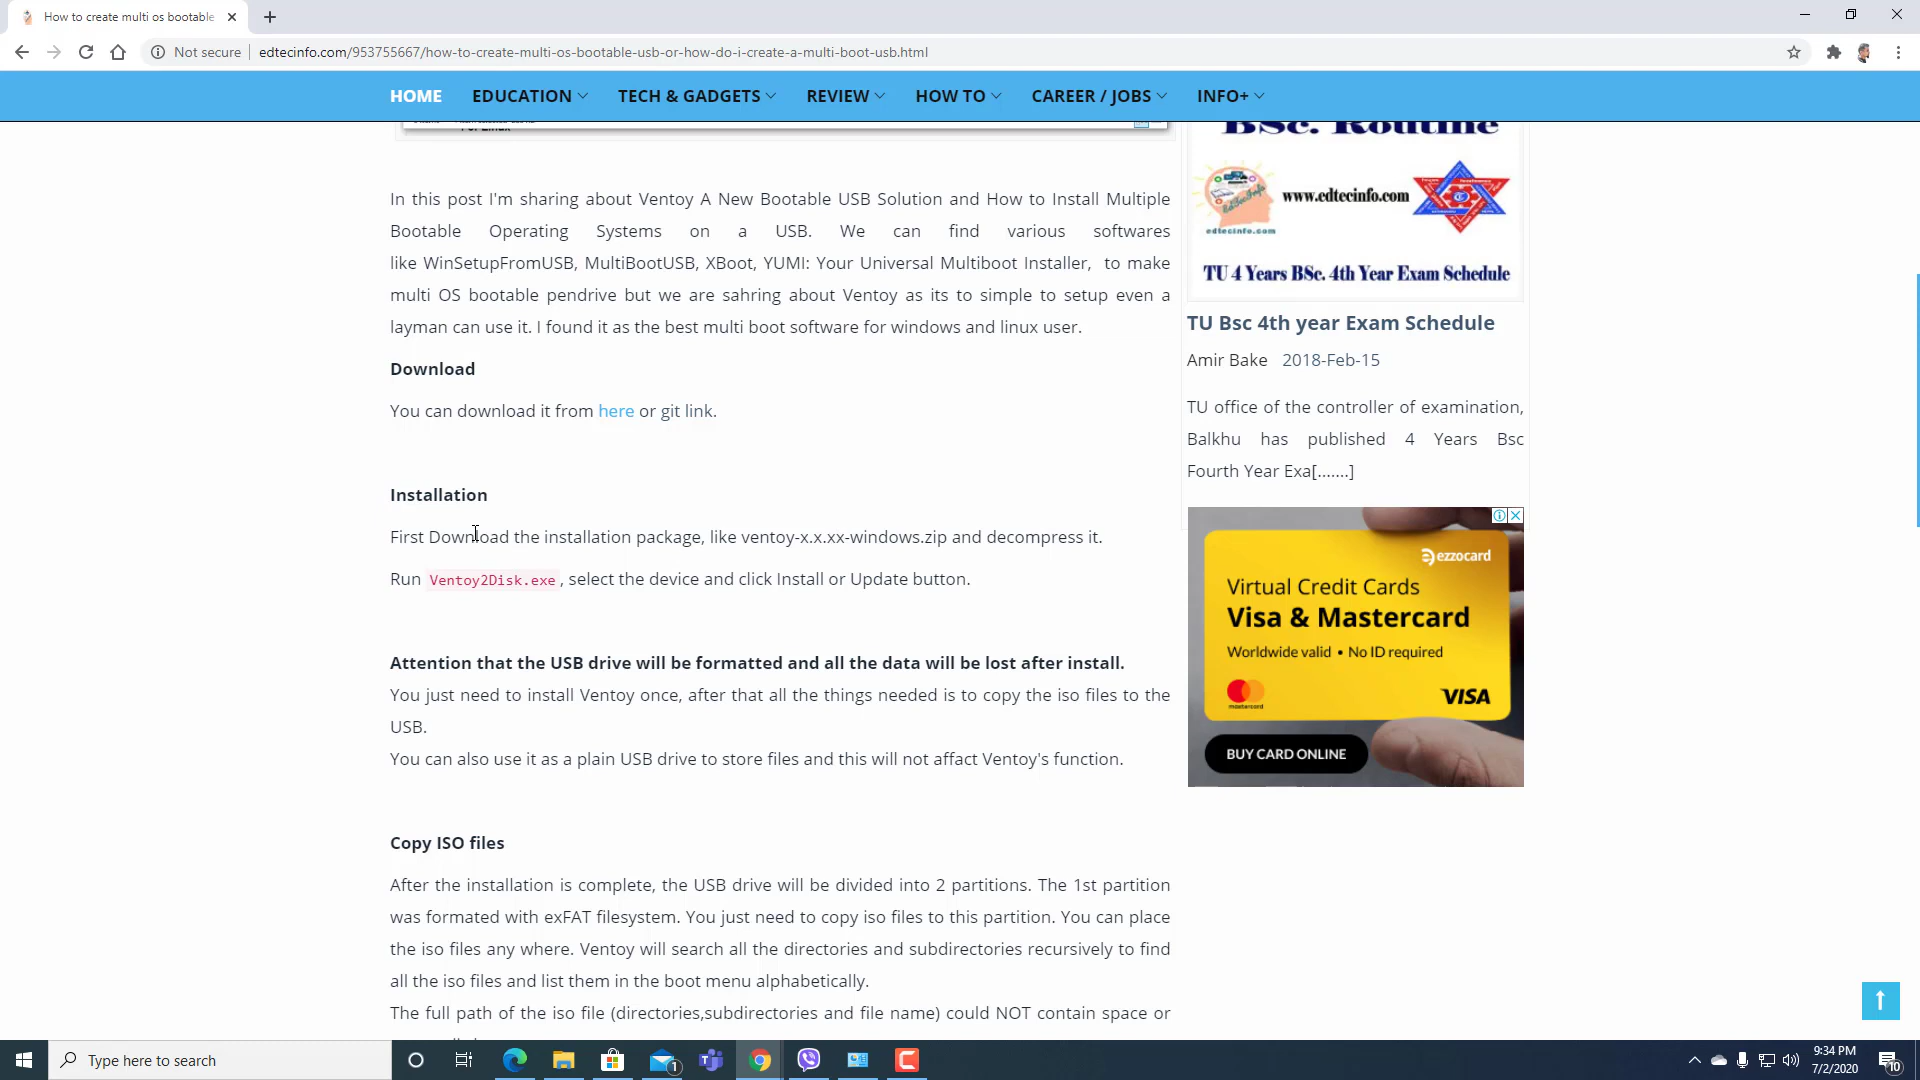 How to create multi os bootable
Not secure
edtecinfo.com/953755667/how-to-create-multi-os-bootable-usb-or-how-do-i-create-a-multi-boot-usb.html
HOME EDUCATION TECH & GADGETS REVIEW HOW TO CAREER / JOBS INFO+
In this post I'm sharing about Ventoy A New Bootable USB Solution and How to Install Multiple
Bootable Operating Systems on a USB. We can find various softwares
like WinSetupFromUSB, MultiBootUSB, XBoot, YUMI: Your Universal Multiboot Installer, to make
multi OS bootable pendrive but we are sahring about Ventoy as its to simple to setup even a
layman can use it. I found it as the best multi boot software for windows and linux user.
Download
You can download it from here or git link.
Installation
First Download the installation package, like ventoy-x.x.xx-windows.zip and decompress it.
Run Ventoy2Disk.exe , select the device and click Install or Update button.
Attention that the USB drive will be formatted and all the data will be lost after install.
You just need to install Ventoy once, after that all the things needed is to copy the iso files to the
USB.
You can also use it as a plain USB drive to store files and this will not affact Ventoy's function.
Copy ISO files
After the installation is complete, the USB drive will be divided into 2 partitions. The 1st partition
was formated with exFAT filesystem. You just need to copy iso files to this partition. You can place
the iso files any where. Ventoy will search all the directories and subdirectories recursively to find
all the iso files and list them in the boot menu alphabetically.
The full path of the iso file (directories,subdirectories and file name) could NOT contain space or
BSc. Routine
www.edtecinfo.com
edtecinfo.com
TU 4 Years BSc. 4th Year Exam Schedule
TU Bsc 4th year Exam Schedule
Amir Bake 2018-Feb-15
TU office of the controller of examination,
Balkhu has published 4 Years Bsc
Fourth Year Exa[.......]
ezzocard
Virtual Credit Cards
Visa & Mastercard
Worldwide valid • No ID required
mastercard
VISA
BUY CARD ONLINE
Type here to search
1
9:34 PM
7/2/2020
10